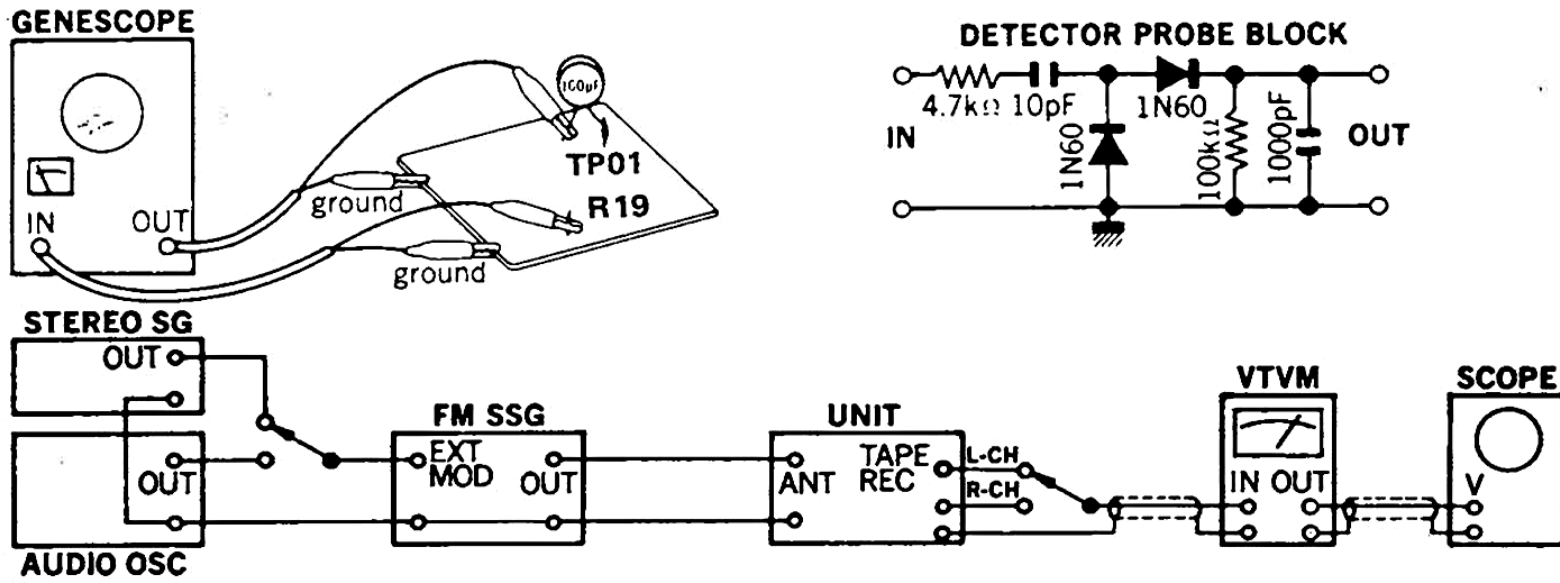 GENESCOPE
IN
OUT
100μF
TP01
R19
ground
ground
DETECTOR PROBE BLOCK
4.7kΩ 10pF
1N60
1N60
100kΩ
1000pF
IN
OUT
STEREO SG
OUT
OUT
AUDIO OSC
FM SSG
EXT
MOD
OUT
UNIT
ANT
TAPE
REC
L-CH
R-CH
VTVM
IN OUT
SCOPE
V